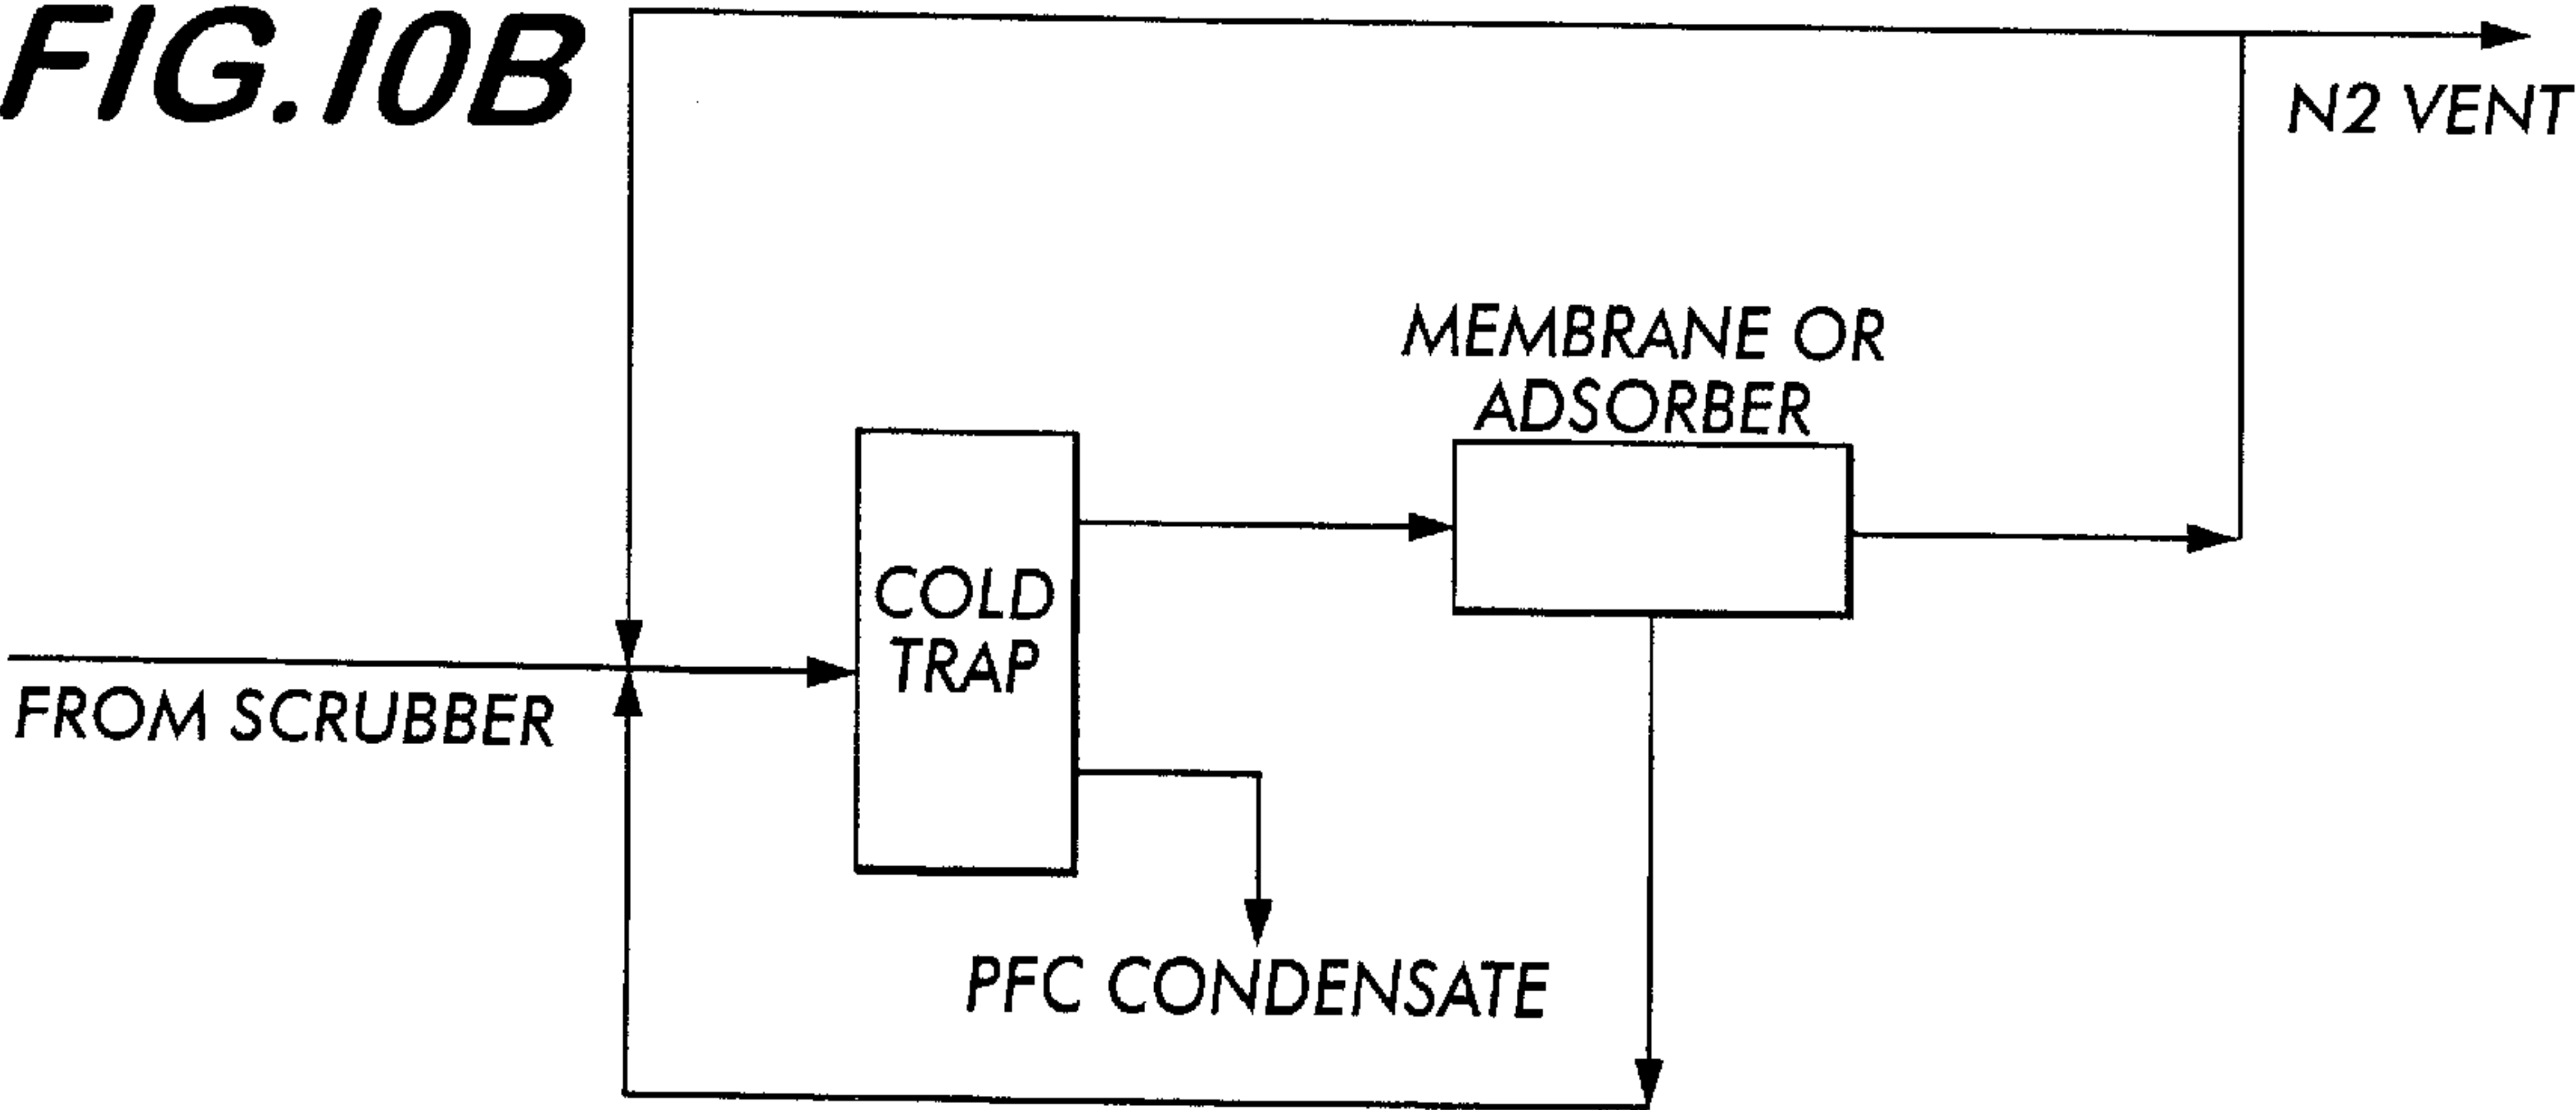 FIG. 10B
N2 VENT
MEMBRANE OR
ADSORBER
COLD
TRAP
FROM SCRUBBER
PFC CONDENSATE